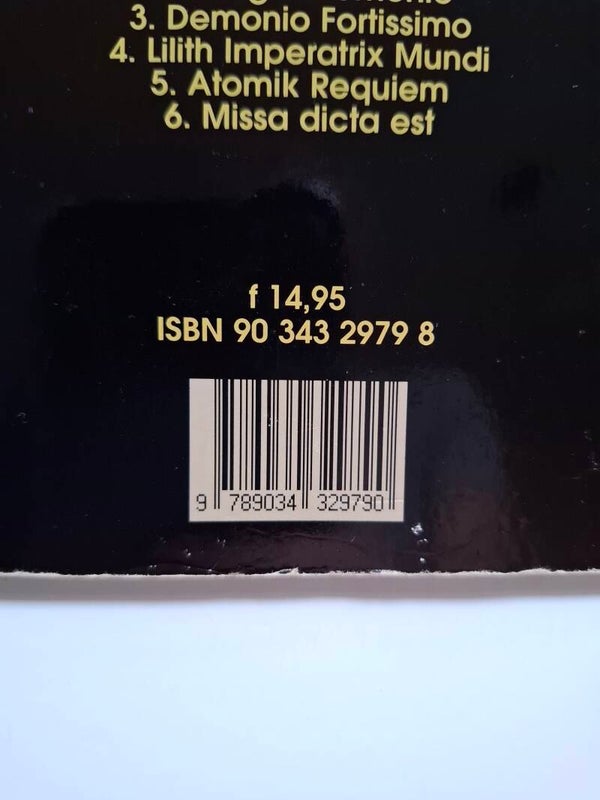 3. Demonio Fortissimo
4. Lilith Imperatrix Mundi
5. Atomik Requiem
6. Missa dicta est
f 14,95
ISBN 90 343 2979 8
9 789034 329790